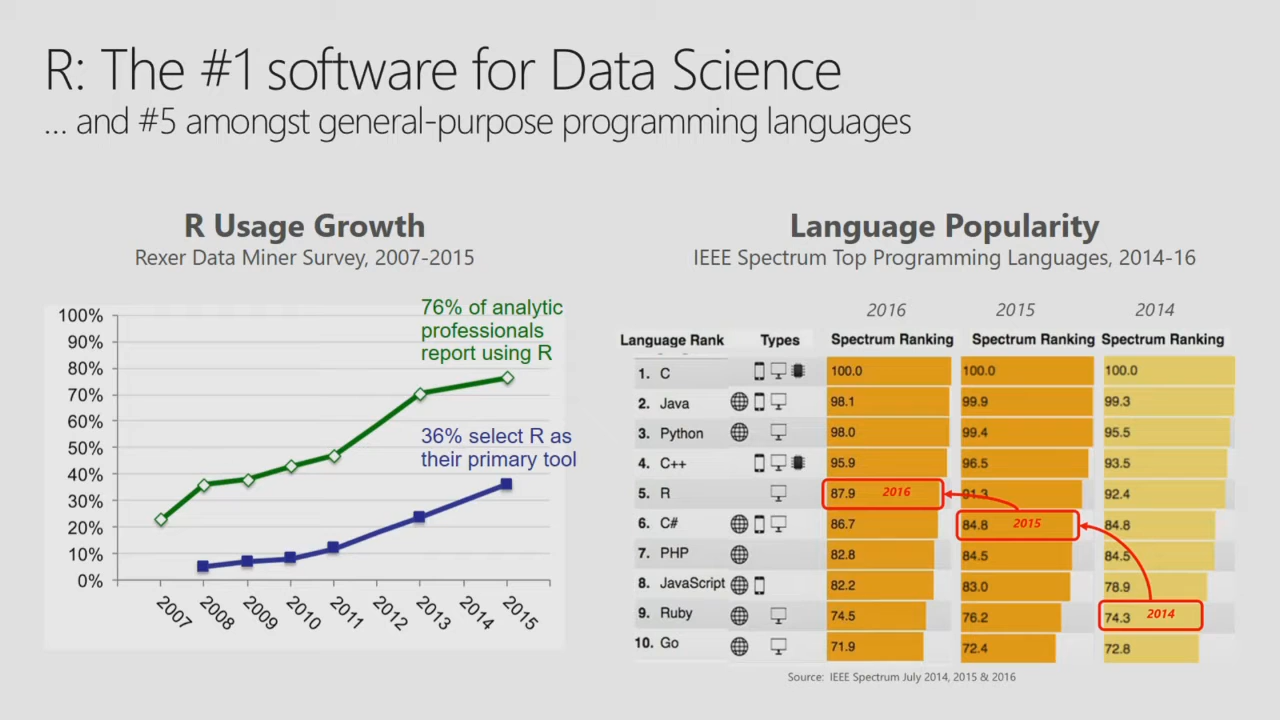 R: The #1 software for Data Science
... and #5 amongst general-purpose programming languages
R Usage Growth
Rexer Data Miner Survey, 2007-2015
100%
90%
80%
70%
60%
50%
40%
30%
20%
10%
0%
76% of analytic
professionals
report using R
36% select R as
their primary tool
2007
2008
2009
2010
2011
2012
2013
2014
2015
Language Popularity
IEEE Spectrum Top Programming Languages, 2014-16
2016 2015 2014
Language Rank Types Spectrum Ranking Spectrum Ranking Spectrum Ranking
1. C 100.0 100.0 100.0
2. Java 98.1 99.9 99.3
3. Python 98.0 99.4 95.5
4. C++ 95.9 96.5 93.5
5. R 87.9 2016 91.3 92.4
6. C# 86.7 84.8 2015 84.8
7. PHP 82.8 84.5 84.5
8. JavaScript 82.2 83.0 78.9
9. Ruby 74.5 76.2 74.3 2014
10. Go 71.9 72.4 72.8
Source: IEEE Spectrum July 2014, 2015 & 2016